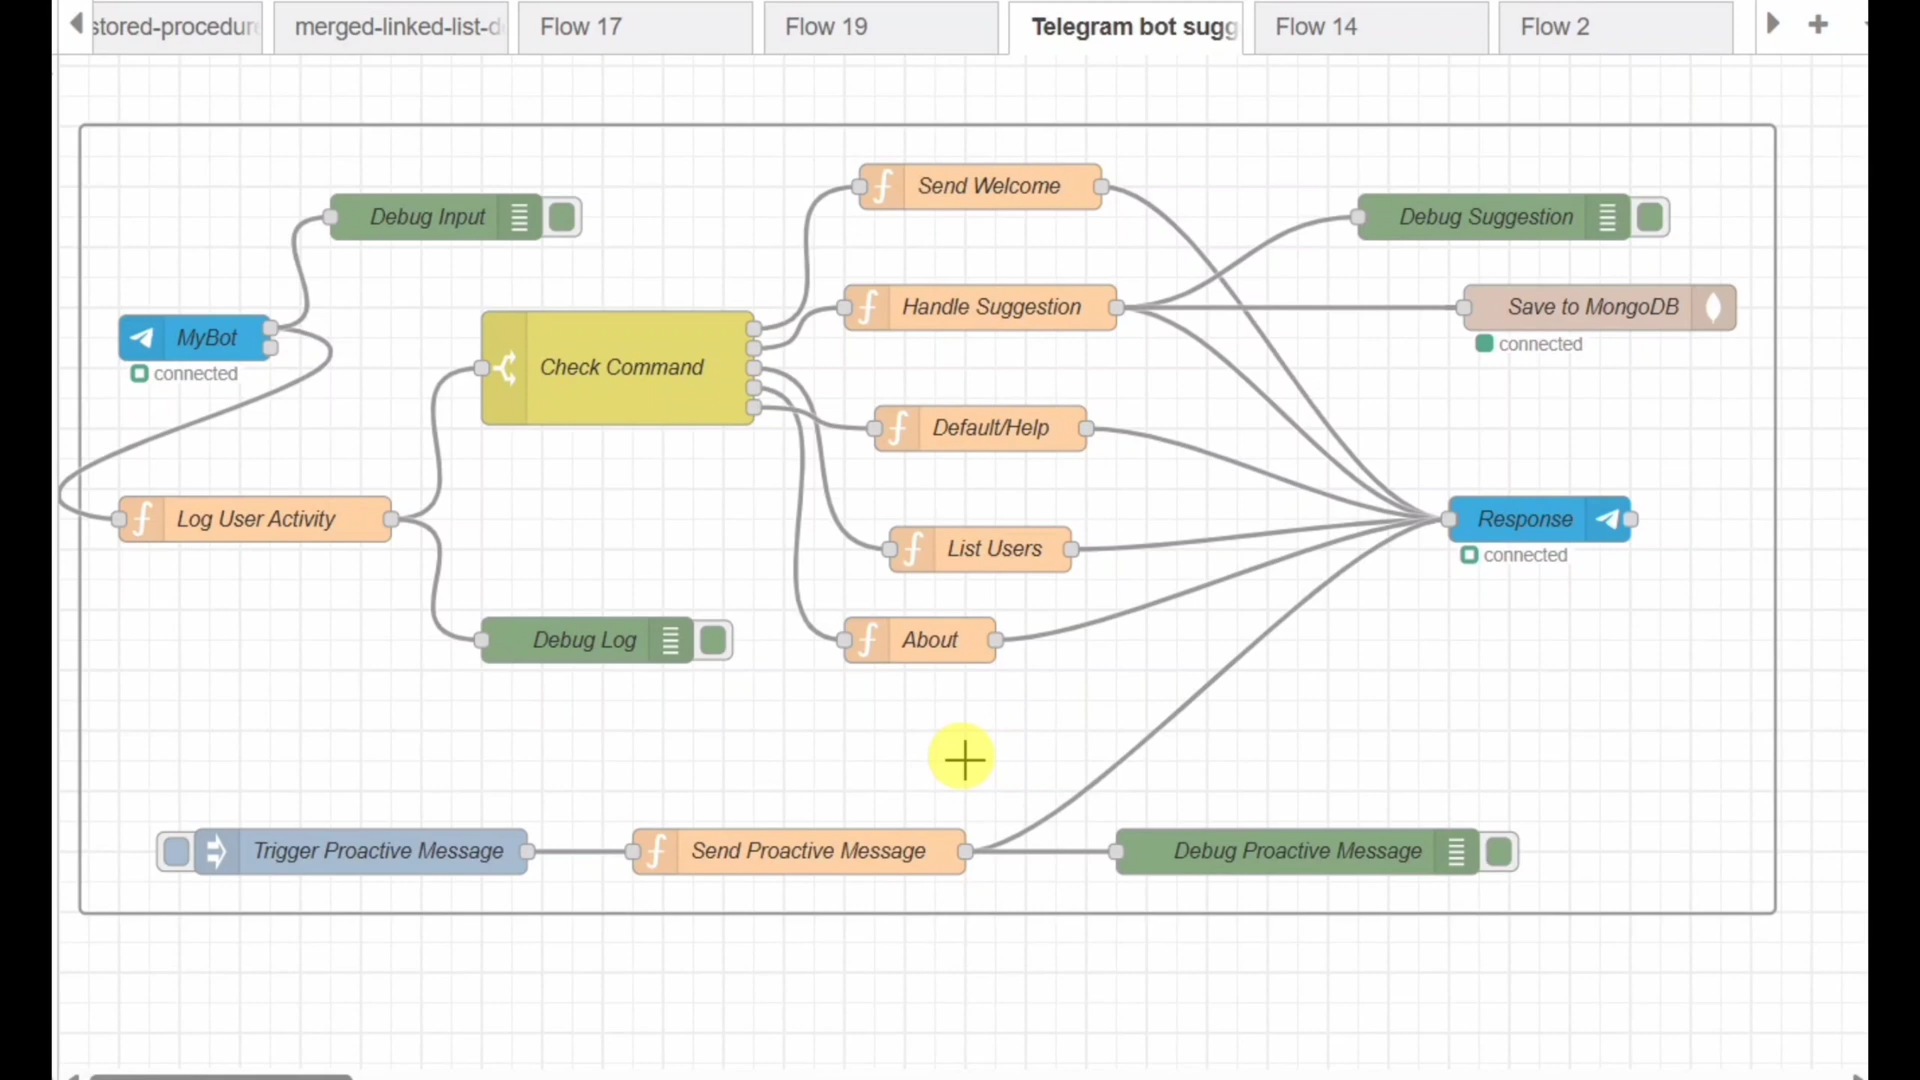 stored-procedur
merged-linked-list-d
Flow 17
Flow 19
Telegram bot sugg
Flow 14
Flow 2
Send Welcome
Debug Input
Debug Suggestion
Handle Suggestion
Save to MongoDB
connected
MyBot
connected
Check Command
Default/Help
Log User Activity
Response
connected
List Users
Debug Log
About
Trigger Proactive Message
Send Proactive Message
Debug Proactive Message